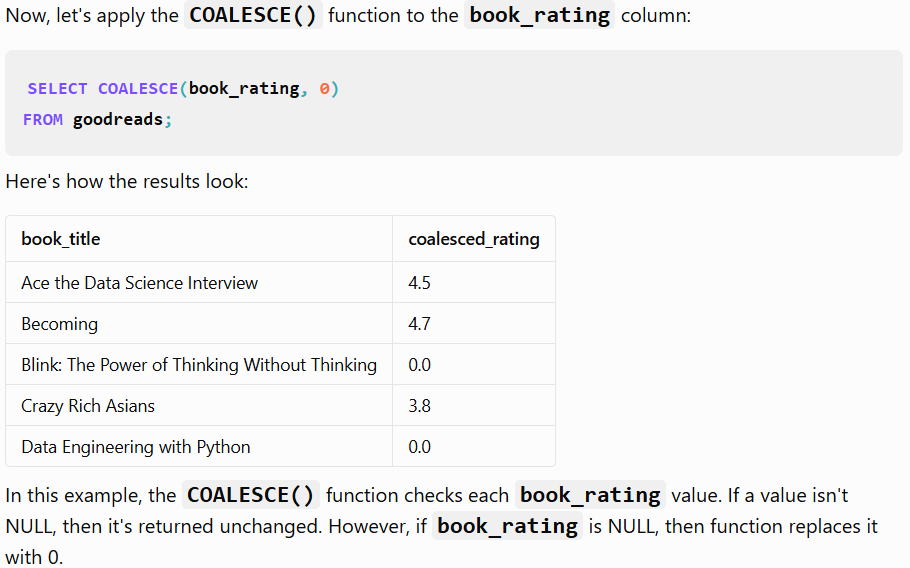 Now, let's apply the COALESCE() function to the book_rating column:
SELECT COALESCE(book_rating, 0)
FROM goodreads;
Here's how the results look:
book_title coalesced_rating
Ace the Data Science Interview 4.5
Becoming 4.7
Blink: The Power of Thinking Without Thinking 0.0
Crazy Rich Asians 3.8
Data Engineering with Python 0.0
In this example, the COALESCE() function checks each book_rating value. If a value isn't
NULL, then it's returned unchanged. However, if book_rating is NULL, then function replaces it
with 0.